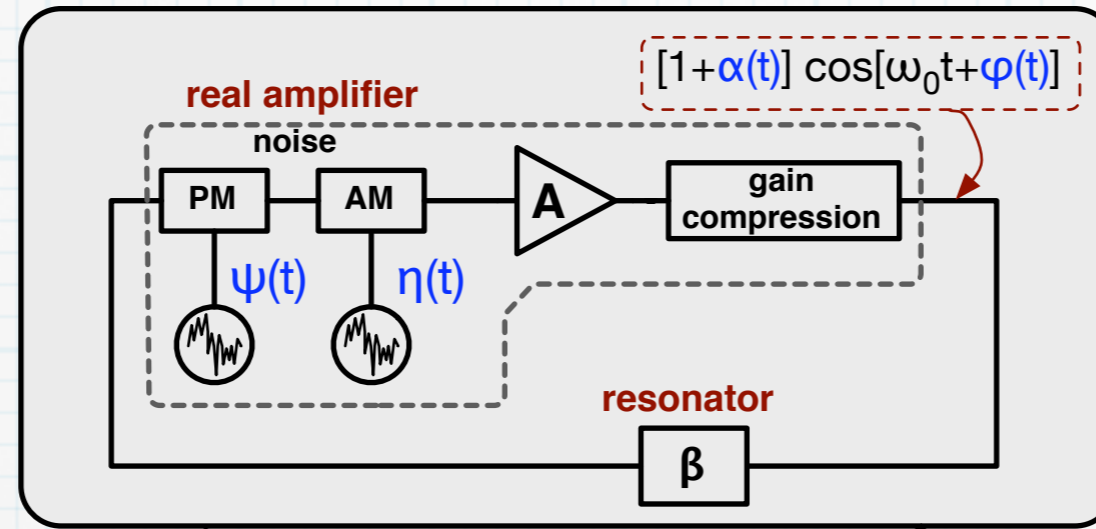 [1+α(t)] cos[ω₀t+φ(t)]
real amplifier
noise
PM
AM
A
gain
compression
ψ(t)
η(t)
resonator
β